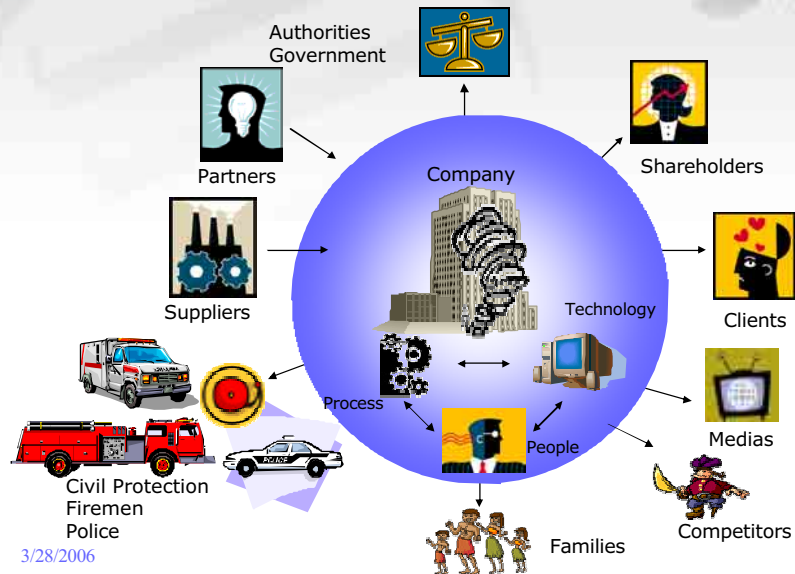 Authorities
Government
Partners
Shareholders
Company
Suppliers
Technology
Clients
Process
People
Medias
Civil Protection
Firemen
Police
Families
Competitors
3/28/2006